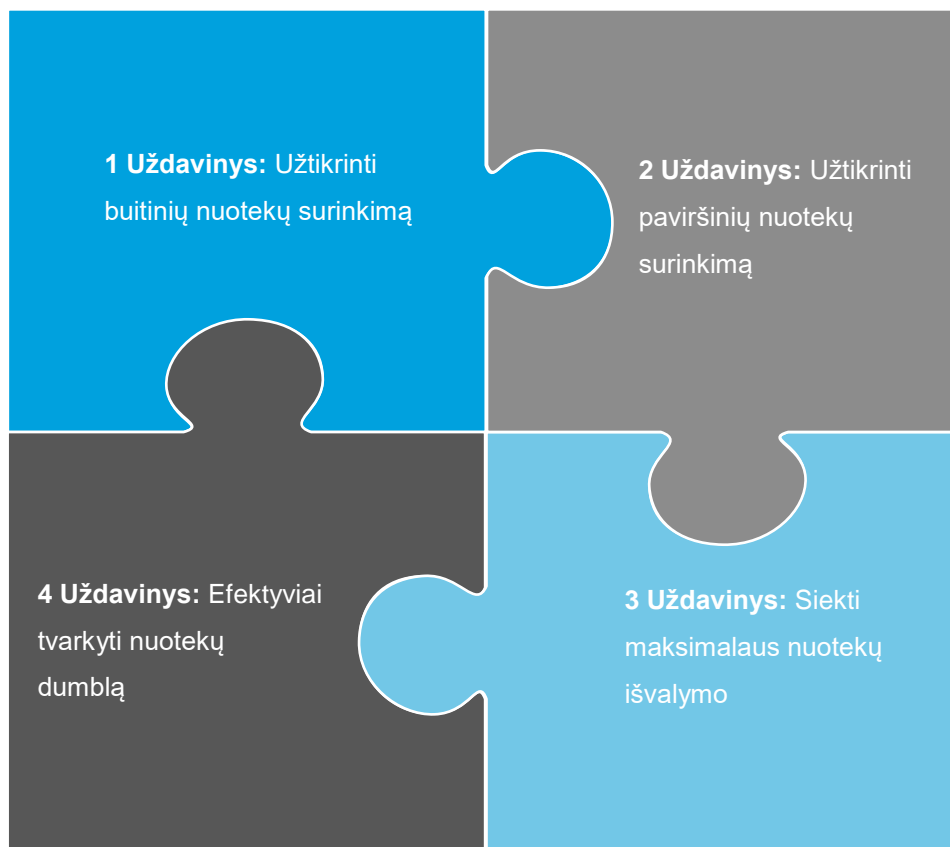 1 Uždavinys: Užtikrinti
buitinių nuotekų surinkimą
2 Uždavinys: Užtikrinti
paviršinių nuotekų
surinkimą
4 Uždavinys: Efektyviai
tvarkyti nuotekų
dumblą
3 Uždavinys: Siekti
maksimalaus nuotekų
išvalymo